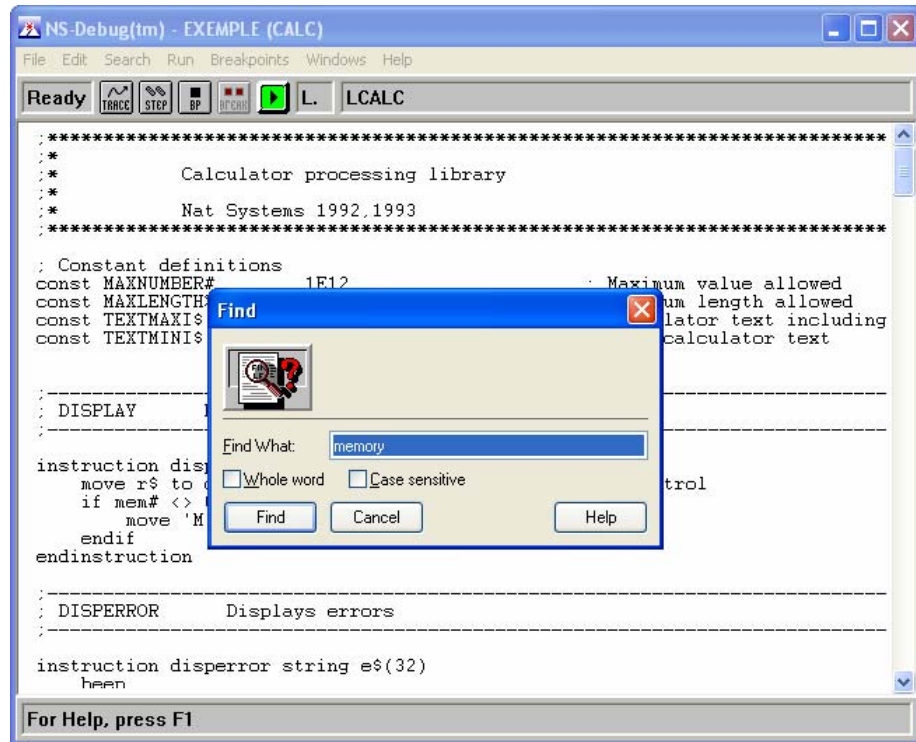 NS-Debug(tm) - EXEMPLE (CALC)
File Edit Search Run Breakpoints Windows Help
Ready TRACE STEP BP BREAK L. LCALC
;***************************************************************************
;*
;* Calculator processing library
;*
;* Nat Systems 1992,1993
;***************************************************************************
; Constant definitions
const MAXNUMBER# 1E12 ; Maximum value allowed
const MAXLENGTH% um length allowed
const TEXTMAXI$ lator text including
const TEXTMINI$ calculator text
Find
; DISPLAY
Find What: memory
Whole word Case sensitive
Find Cancel Help
instruction disp
move r$ to trol
if mem# <>
move 'M
endif
endinstruction
; DISPERROR Displays errors
instruction disperror string e$(32)
beep
For Help, press F1